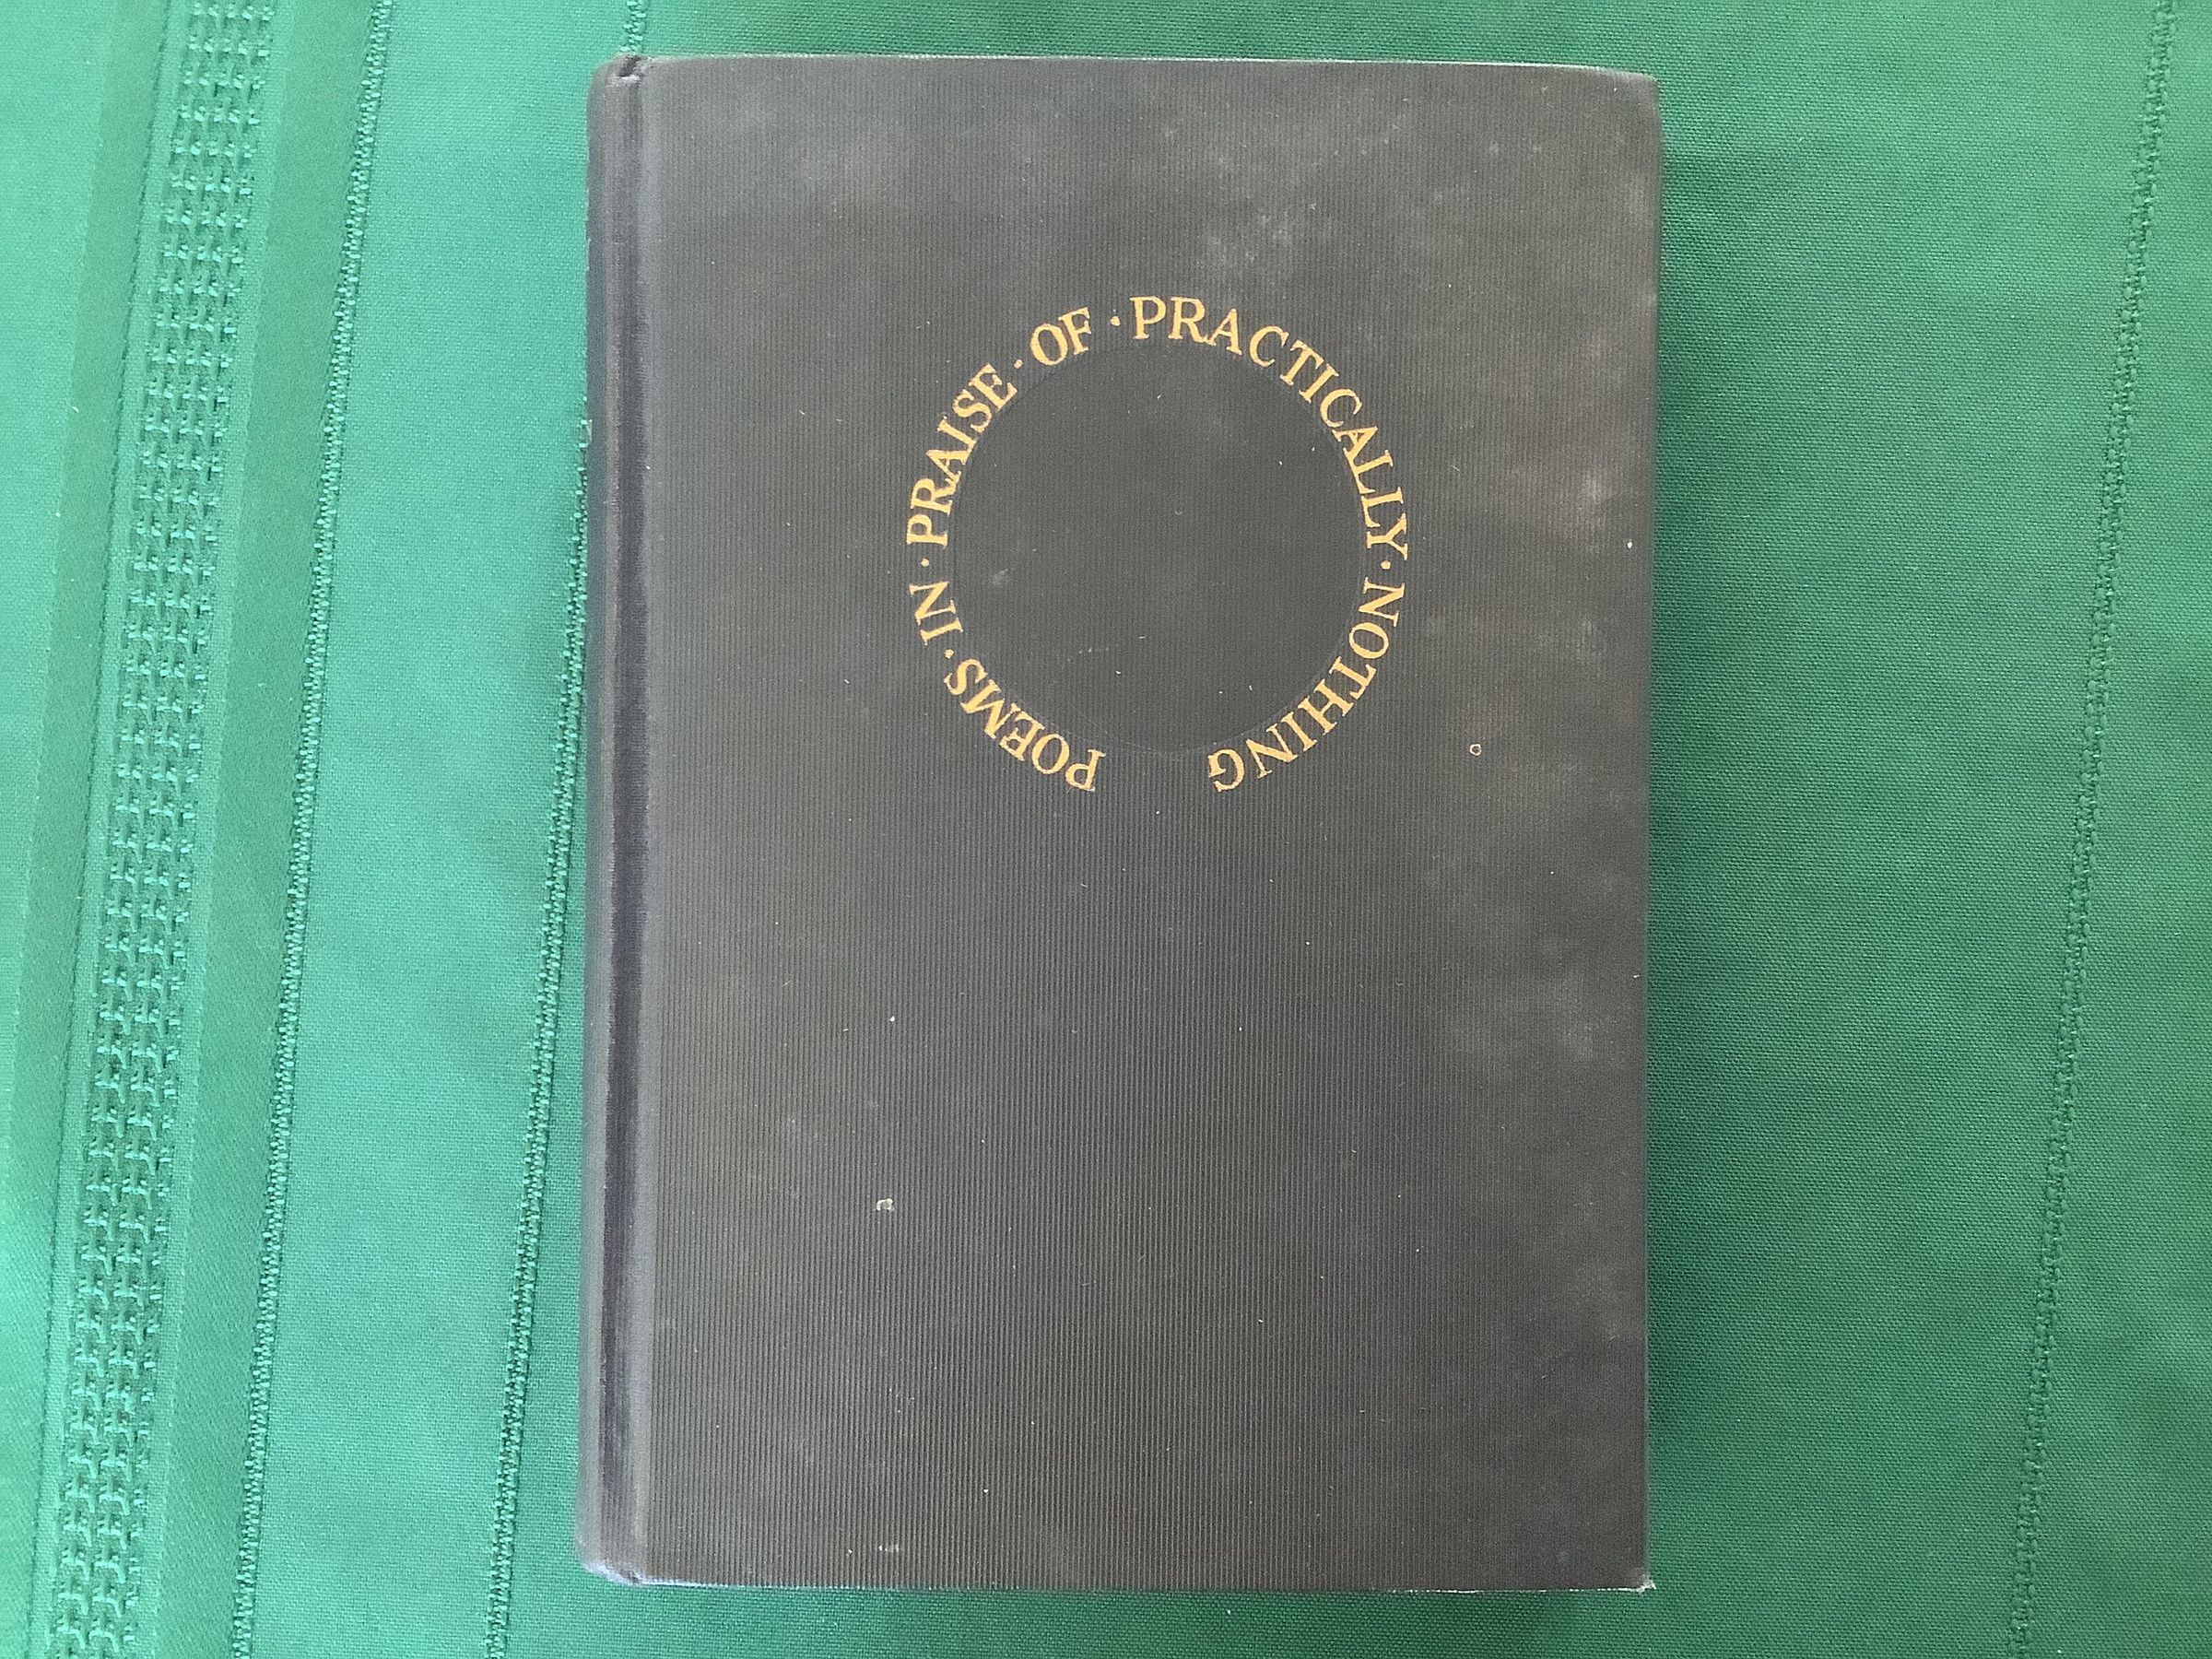 POEMS · IN · PRAISE · OF · PRACTICALLY · NOTHING